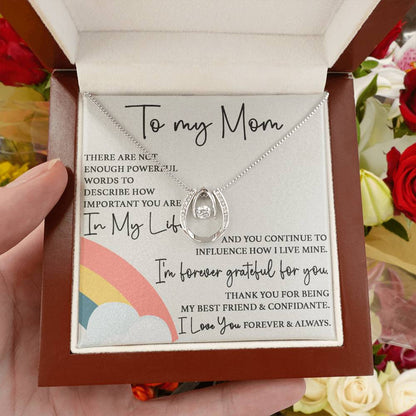 To my Mom
THERE ARE NOT
ENOUGH POWERFUL
WORDS TO
DESCRIBE HOW
IMPORTANT YOU ARE
In My Life
AND YOU CONTINUE TO
INFLUENCE HOW I LIVE MINE.
I'm forever grateful for you.
THANK YOU FOR BEING
MY BEST FRIEND & CONFIDANTE.
I Love You FOREVER & ALWAYS.